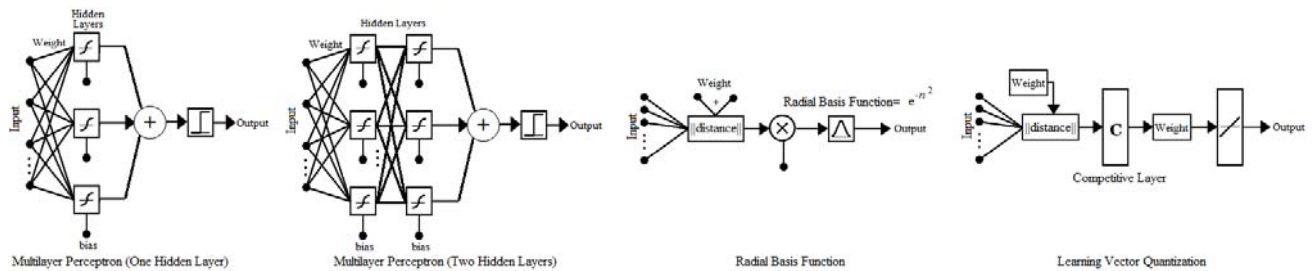 Hidden
Layers
Weight
Input
+
Output
bias
Multilayer Perceptron (One Hidden Layer)
Hidden Layers
Weight
Input
+
Output
bias
bias
Multilayer Perceptron (Two Hidden Layers)
Weight
+
Radial Basis Function= e^-n^2
Input
||distance||
×
Output
Radial Basis Function
Weight
Input
||distance||
C
Weight
Output
Competitive Layer
Learning Vector Quantization